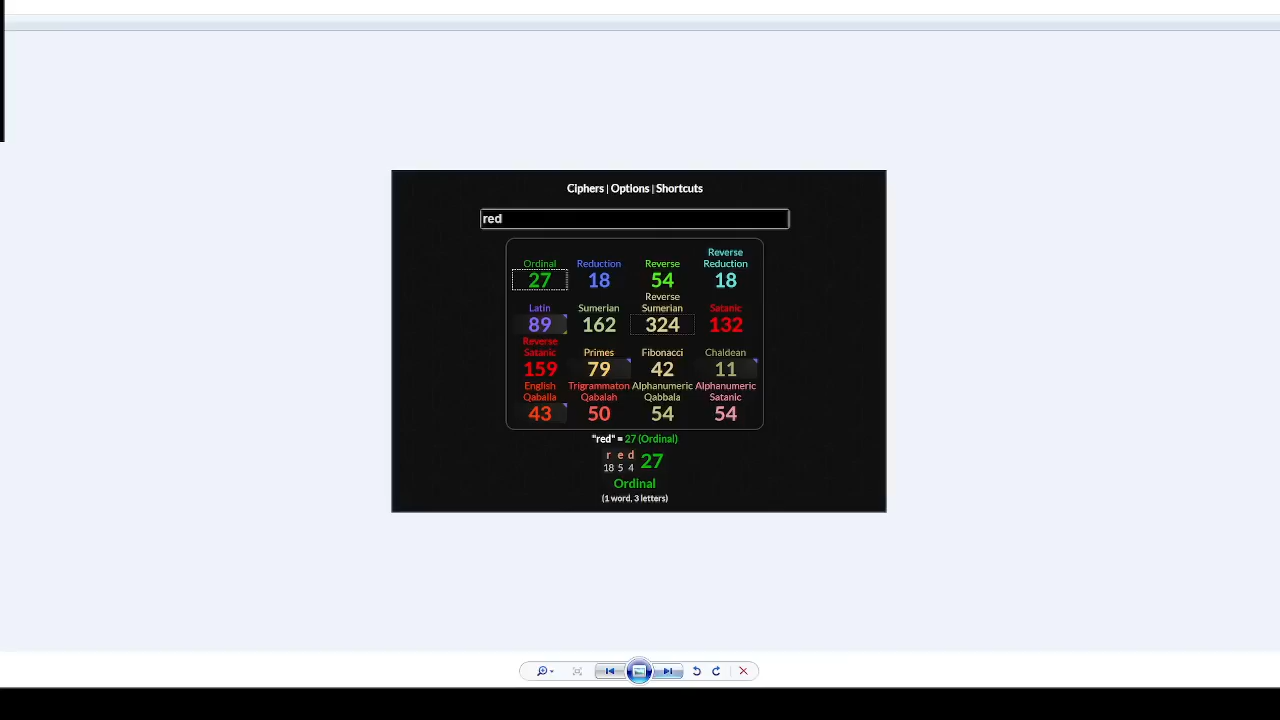 Ciphers | Options | Shortcuts
red
Ordinal Reduction Reverse Reverse Reduction
27 18 54 18
Latin Sumerian Reverse Sumerian Satanic
89 162 324 132
Reverse Satanic Primes Fibonacci Chaldean
159 79 42 11
English Qaballa Trigrammaton Qabalah Alphanumeric Qabbala Alphanumeric Satanic
43 50 54 54
"red" = 27 (Ordinal)
r e d 27
18 5 4
Ordinal
(1 word, 3 letters)